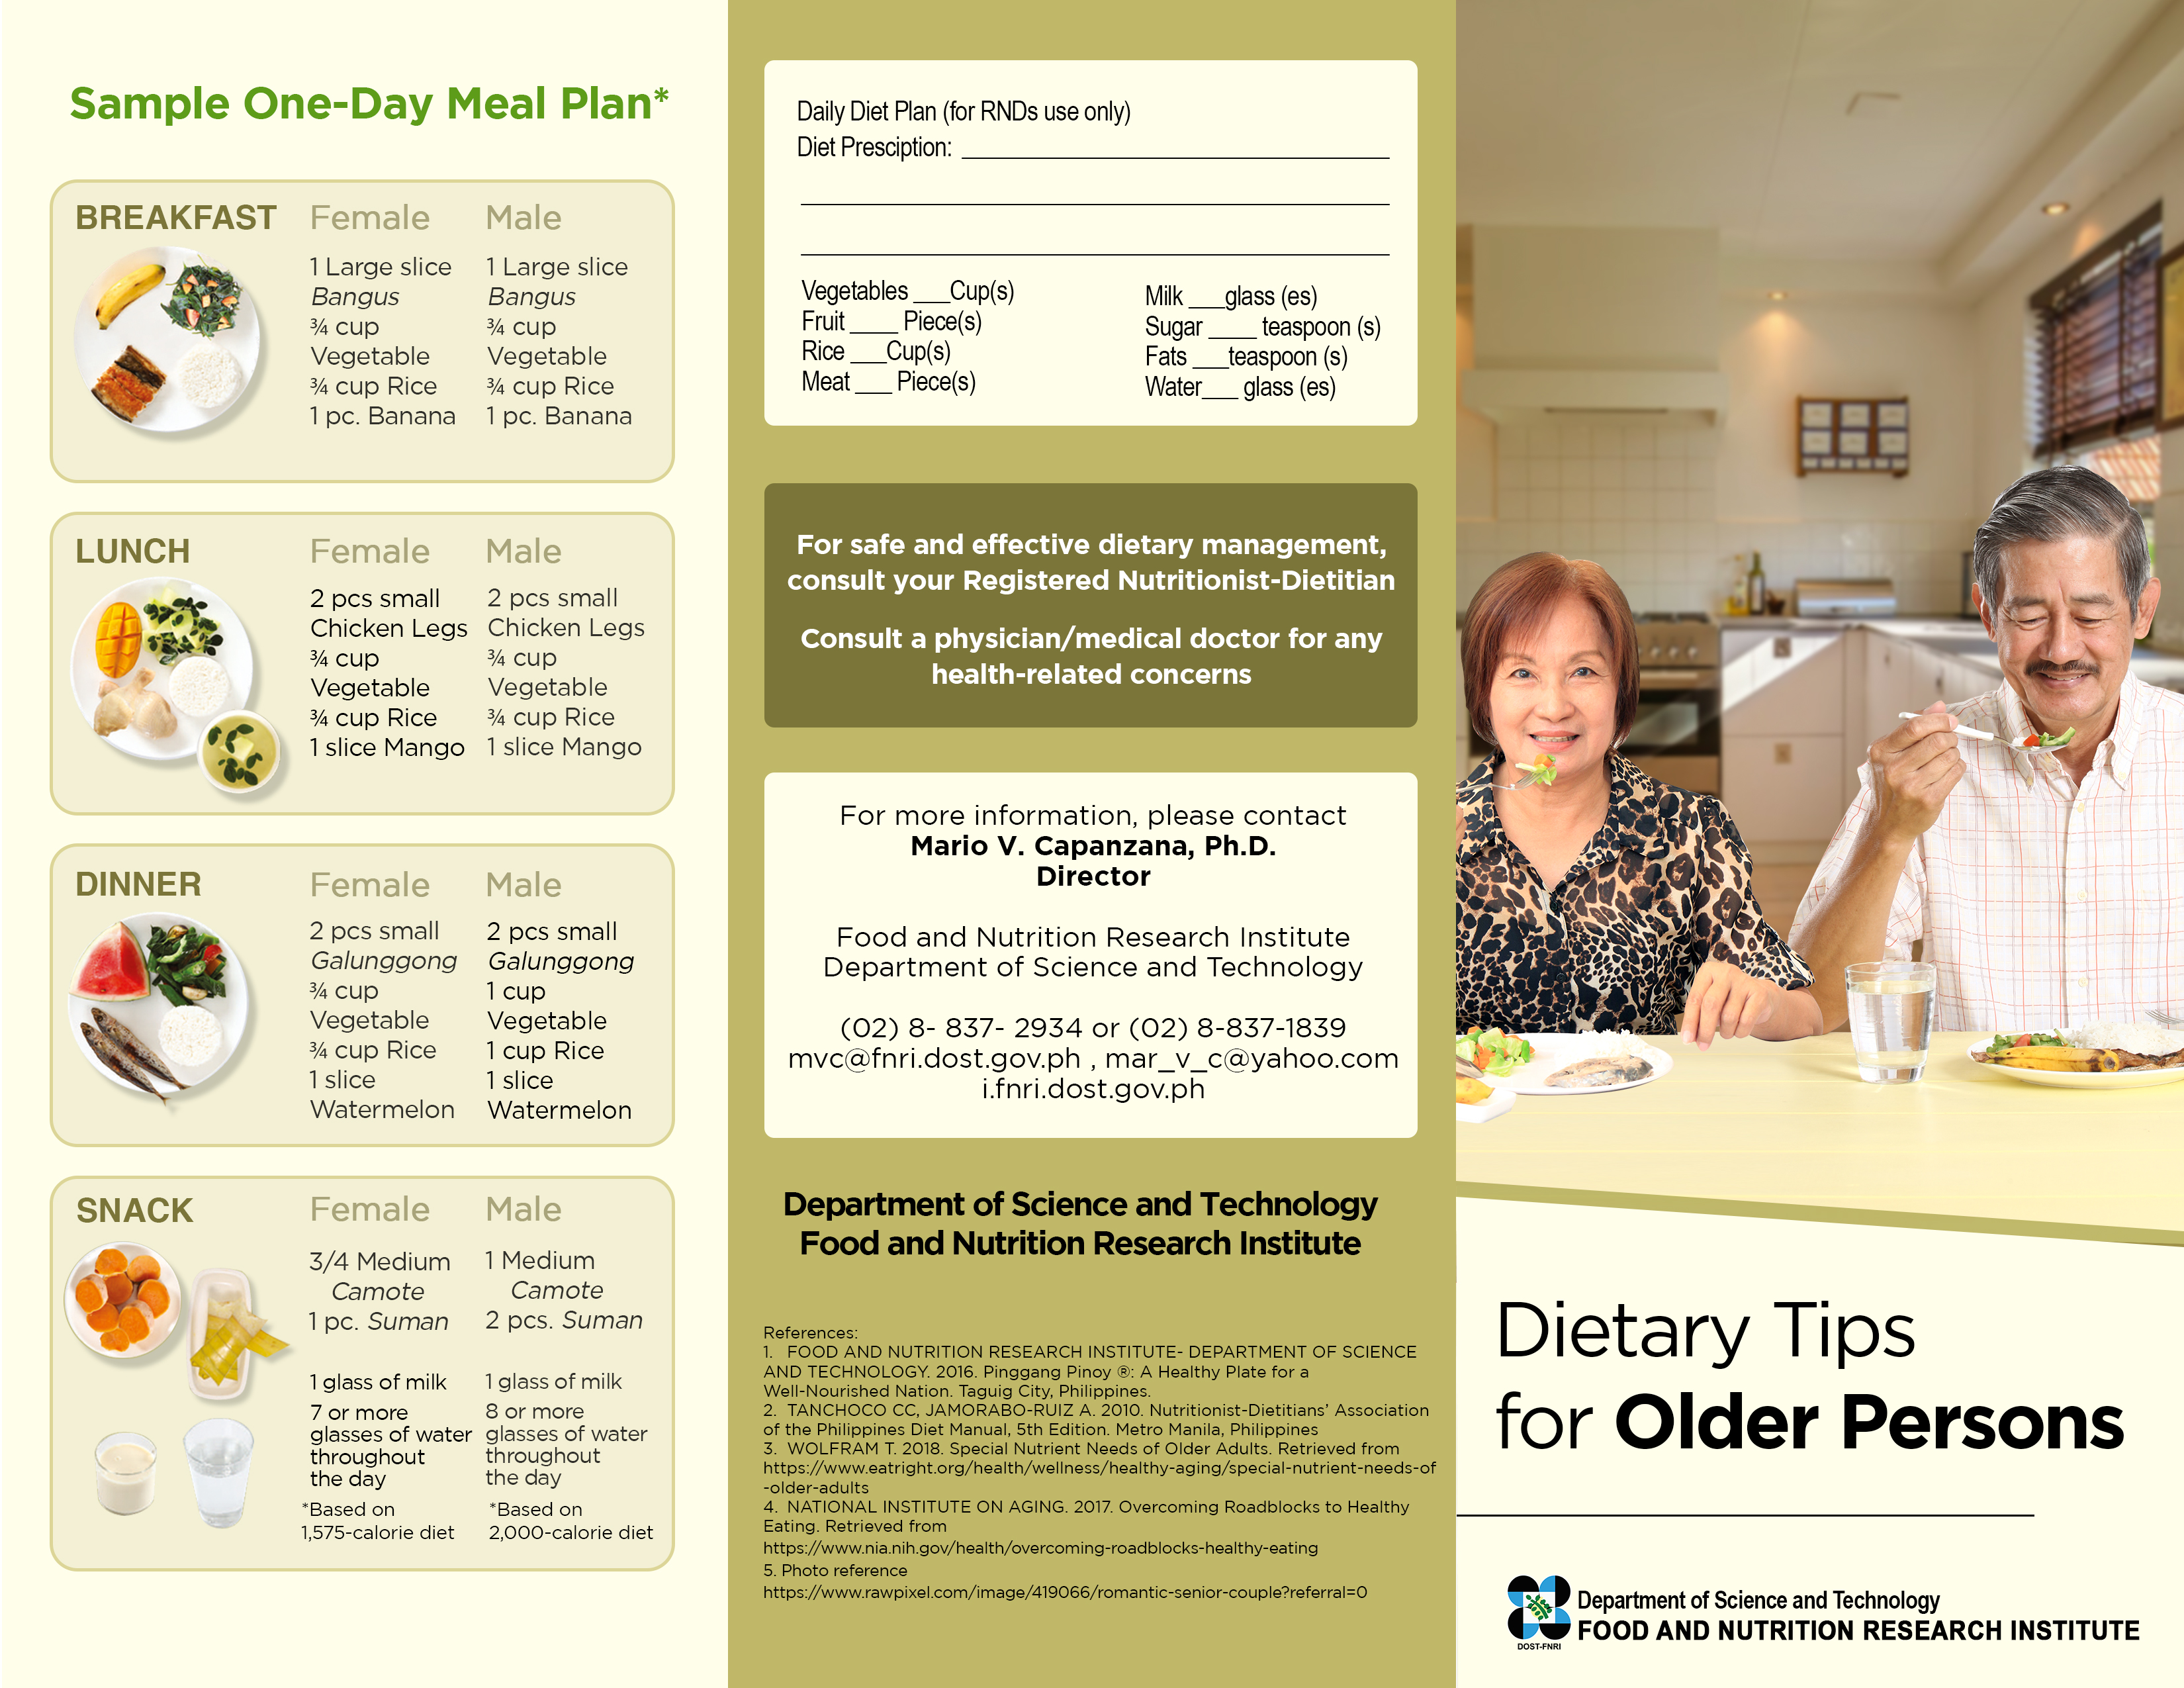 Sample One-Day Meal Plan*
BREAKFAST
Female
1 Large slice
Bangus
¾ cup
Vegetable
¾ cup Rice
1 pc. Banana
Male
1 Large slice
Bangus
¾ cup
Vegetable
¾ cup Rice
1 pc. Banana
LUNCH
Female
2 pcs small
Chicken Legs
¾ cup
Vegetable
¾ cup Rice
1 slice Mango
Male
2 pcs small
Chicken Legs
¾ cup
Vegetable
¾ cup Rice
1 slice Mango
DINNER
Female
2 pcs small
Galunggong
¾ cup
Vegetable
¾ cup Rice
1 slice
Watermelon
Male
2 pcs small
Galunggong
1 cup
Vegetable
1 cup Rice
1 slice
Watermelon
SNACK
Female
3/4 Medium
Camote
1 pc. Suman
1 glass of milk
7 or more
glasses of water
throughout
the day
*Based on
1,575-calorie diet
Male
1 Medium
Camote
2 pcs. Suman
1 glass of milk
8 or more
glasses of water
throughout
the day
*Based on
2,000-calorie diet
Daily Diet Plan (for RNDs use only)
Diet Presciption: ____
Vegetables ___Cup(s)
Fruit ____ Piece(s)
Rice ___Cup(s)
Meat ___ Piece(s)
Milk ___glass (es)
Sugar ____ teaspoon (s)
Fats ___teaspoon (s)
Water___ glass (es)
For safe and effective dietary management,
consult your Registered Nutritionist-Dietitian
Consult a physician/medical doctor for any
health-related concerns
For more information, please contact
Mario V. Capanzana, Ph.D.
Director
Food and Nutrition Research Institute
Department of Science and Technology
(02) 8- 837- 2934 or (02) 8-837-1839
mvc@fnri.dost.gov.ph , mar_v_c@yahoo.com
i.fnri.dost.gov.ph
Department of Science and Technology
Food and Nutrition Research Institute
References:
1. FOOD AND NUTRITION RESEARCH INSTITUTE- DEPARTMENT OF SCIENCE
AND TECHNOLOGY. 2016. Pinggang Pinoy ®: A Healthy Plate for a
Well-Nourished Nation. Taguig City, Philippines.
2. TANCHOCO CC, JAMORABO-RUIZ A. 2010. Nutritionist-Dietitians' Association
of the Philippines Diet Manual, 5th Edition. Metro Manila, Philippines
3. WOLFRAM T. 2018. Special Nutrient Needs of Older Adults. Retrieved from
https://www.eatright.org/health/wellness/healthy-aging/special-nutrient-needs-of
-older-adults
4. NATIONAL INSTITUTE ON AGING. 2017. Overcoming Roadblocks to Healthy
Eating. Retrieved from
https://www.nia.nih.gov/health/overcoming-roadblocks-healthy-eating
5. Photo reference
https://www.rawpixel.com/image/419066/romantic-senior-couple?referral=0
Dietary Tips
for Older Persons
DOST-FNRI
Department of Science and Technology
FOOD AND NUTRITION RESEARCH INSTITUTE